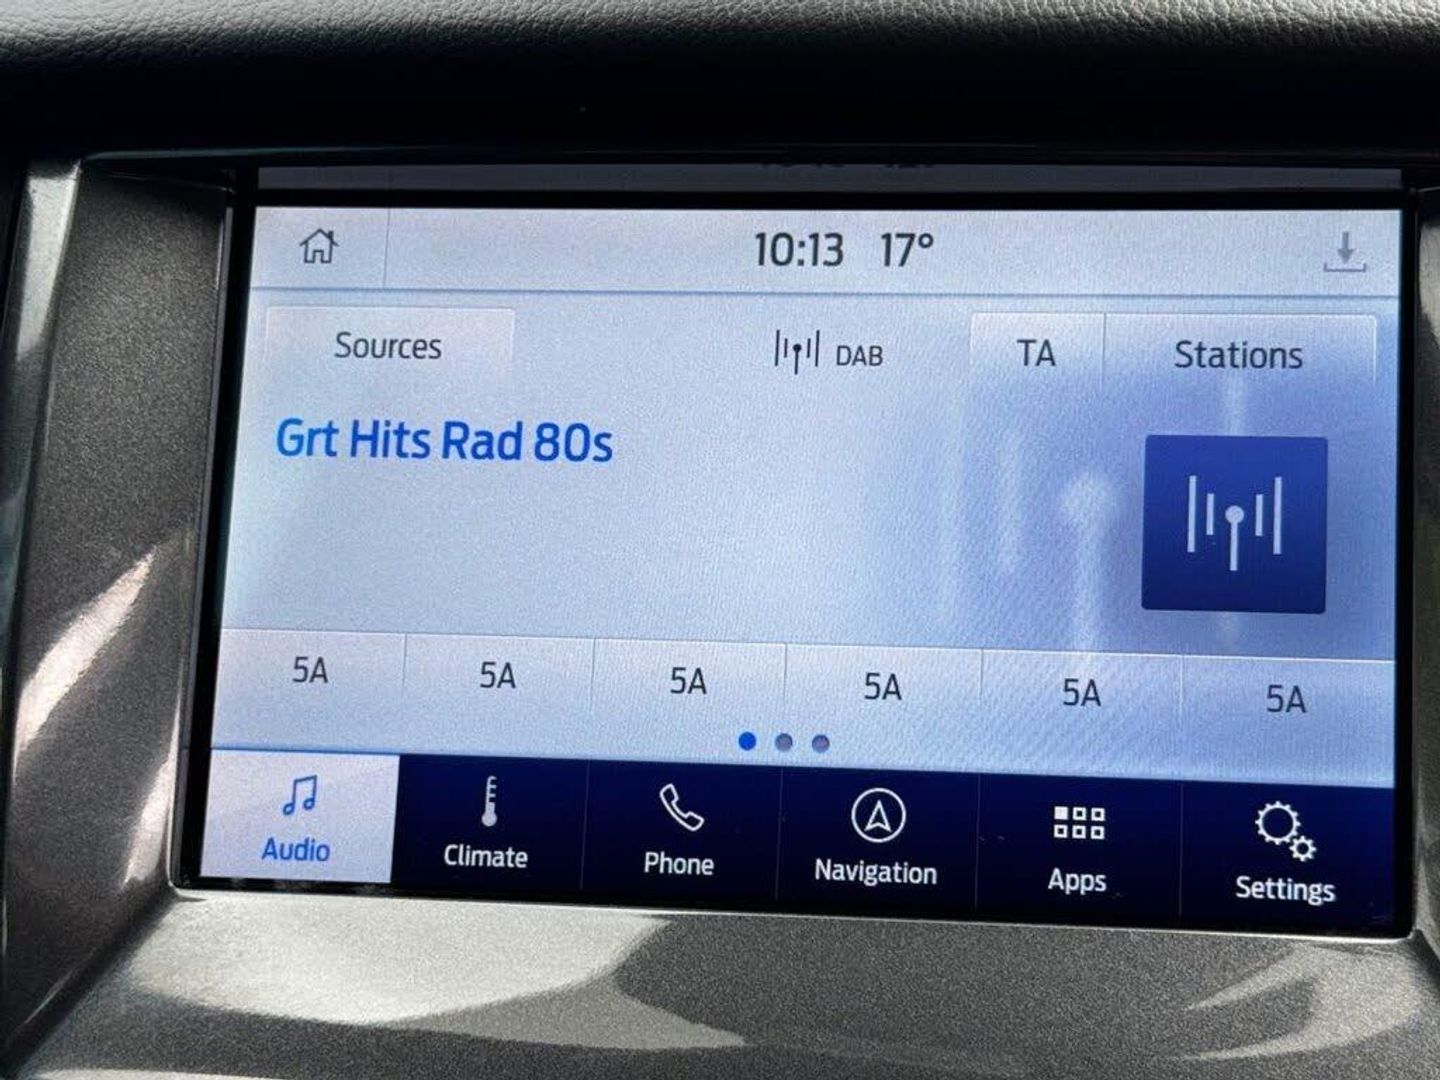 10:13 17°
Sources DAB TA Stations
Grt Hits Rad 80s
5A 5A 5A 5A 5A 5A
Audio Climate Phone Navigation Apps Settings